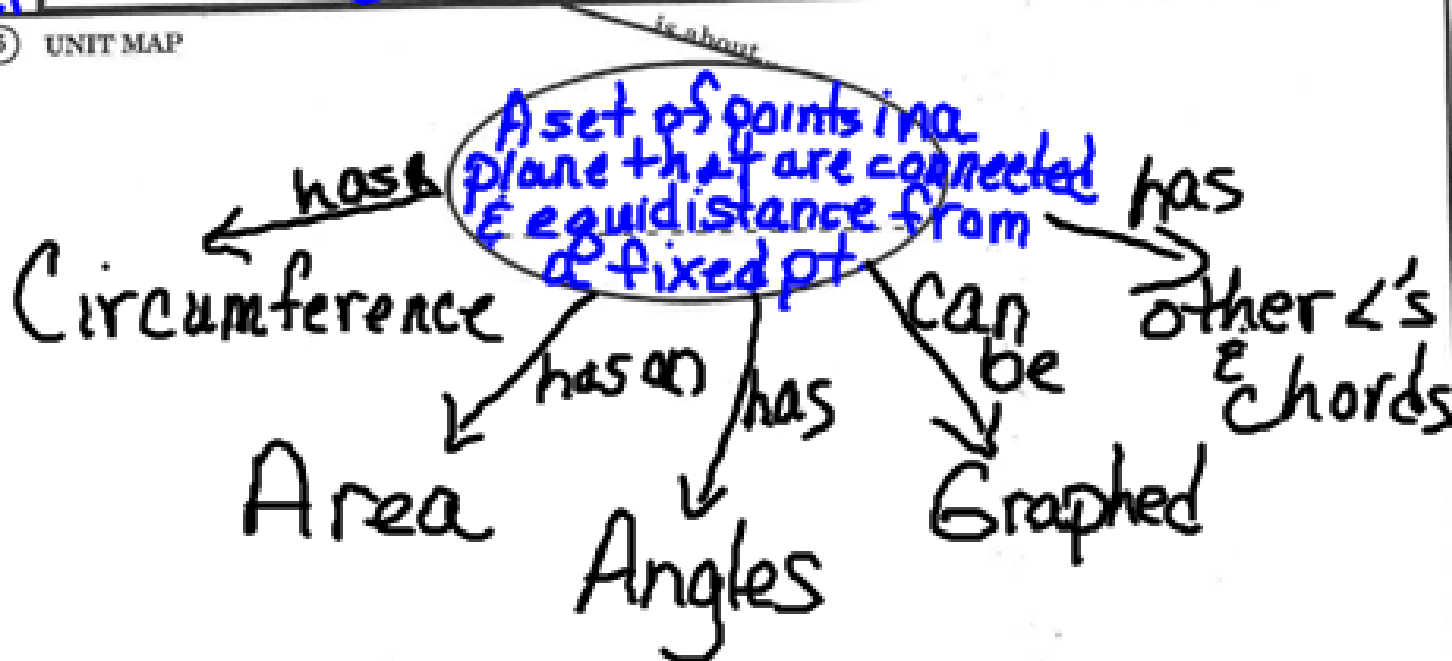 is about...
5 UNIT MAP
A set of points in a
plane that are connected
& equidistance from
a fixed pt.
has
Circumference
has an
Area
has
Angles
can
be
Graphed
has
other <'s
&
chords